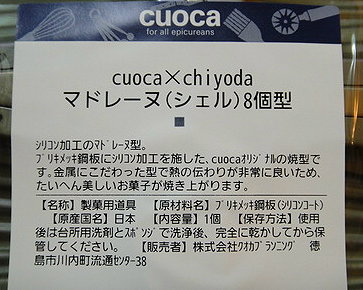 cuoca
for all epicureans
cuoca×chiyoda
マドレーヌ(シェル)8個型
ｼﾘｺﾝ加工のﾏﾄﾞﾚｰﾇ型。
ﾌﾞﾘｷﾒｯｷ鋼板にｼﾘｺﾝ加工を施した、cuocaｵﾘｼﾞﾅﾙの焼型で
す。金属にこだわった型で熱の伝わりが非常に良いため、
たいへん美しいお菓子が焼き上がります。
【名称】製菓用道具 【原材料】ﾌﾞﾘｷﾒｯｷ鋼板(ｼﾘｺﾝｺｰﾄ)
【原産国名】日本 【内容量】1個 【保存方法】使用
後は台所用洗剤とｽﾎﾟﾝｼﾞで洗浄後、完全に乾かしてから保
管してください。 【販売者】株式会社ｸｵｶﾌﾟﾗﾝﾆﾝｸﾞ 徳
島市川内町流通ｾﾝﾀｰ38